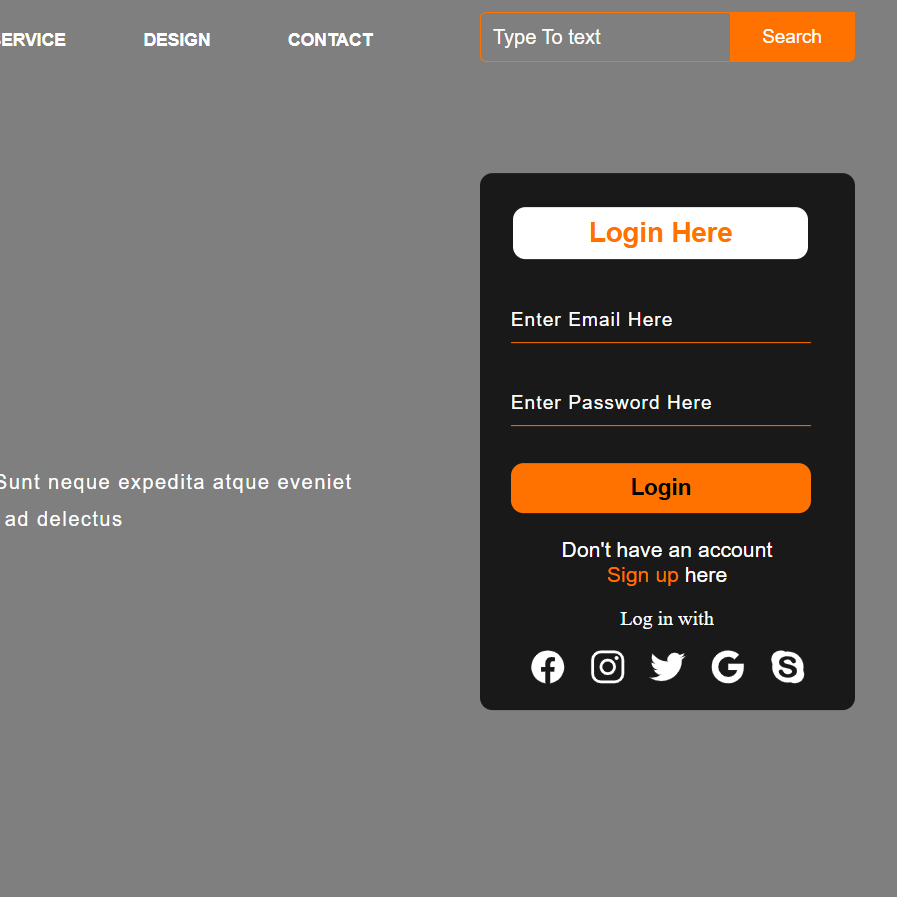 DESIGN
CONTACT
Type To text
Search
Login Here
Enter Email Here
Enter Password Here
Sunt neque expedita atque eveniet
ad delectus
Login
Don't have an account
Sign up here
Log in with